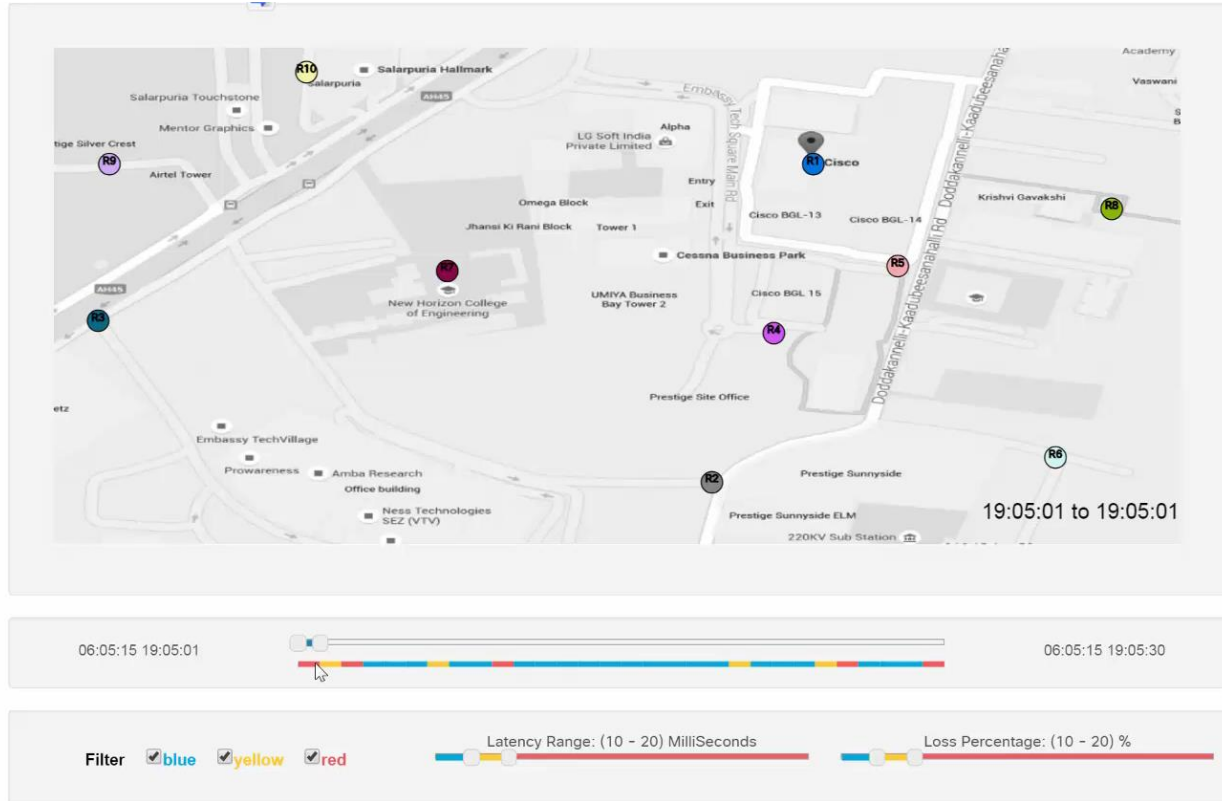 Academy
R10
Salarpuria Hallmark
Salarpuria
Vaswani
Embassy Tech Square Main Rd
AH45
Salarpuria Touchstone
Mentor Graphics
Alpha
LG Soft India
Private Limited
tige Silver Crest
R9
R1 Cisco
Airtel Tower
Entry
Exit
Krishvi Gavakshi
R8
Omega Block
Cisco BGL-13
Cisco BGL-14
Jhansi Ki Rani Block
Tower 1
Doddakannelli-Kaadubeesanahalli Rd
Doddakannelli-Kaadubeesanaha
Cessna Business Park
R5
R7
AH45
New Horizon College
of Engineering
UMIYA Business
Bay Tower 2
Cisco BGL 15
R3
R4
Prestige Site Office
etz
Embassy TechVillage
Prowareness
Amba Research
Office building
R6
R2
Prestige Sunnyside
Ness Technologies
SEZ (VTV)
Prestige Sunnyside ELM
19:05:01 to 19:05:01
220KV Sub Station
06:05:15 19:05:01
06:05:15 19:05:30
Filter
blue
yellow
red
Latency Range: (10 - 20) MilliSeconds
Loss Percentage: (10 - 20) %